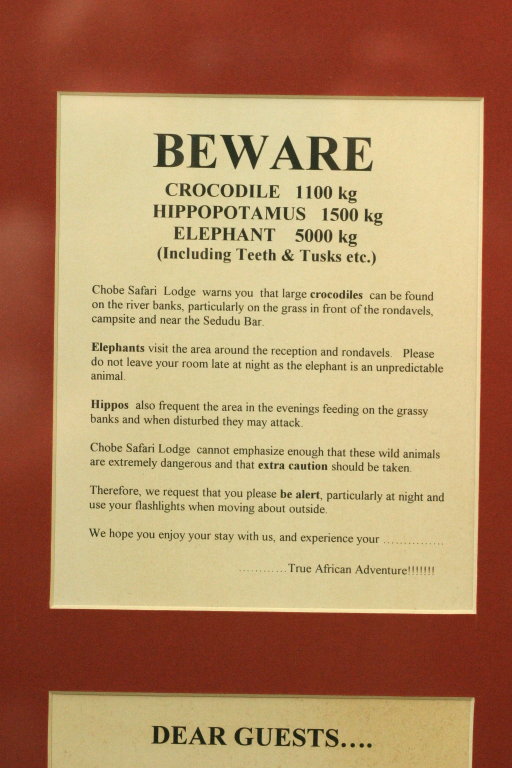 BEWARE
CROCODILE 1100 kg
HIPPOPOTAMUS 1500 kg
ELEPHANT 5000 kg
(Including Teeth & Tusks etc.)
Chobe Safari Lodge warns you that large crocodiles can be found
on the river banks, particularly on the grass in front of the rondavels,
campsite and near the Sedudu Bar.
Elephants visit the area around the reception and rondavels. Please
do not leave your room late at night as the elephant is an unpredictable
animal.
Hippos also frequent the area in the evenings feeding on the grassy
banks and when disturbed they may attack.
Chobe Safari Lodge cannot emphasize enough that these wild animals
are extremely dangerous and that extra caution should be taken.
Therefore, we request that you please be alert, particularly at night and
use your flashlights when moving about outside.
We hope you enjoy your stay with us, and experience your ……………
…………True African Adventure!!!!!!!
DEAR GUESTS….